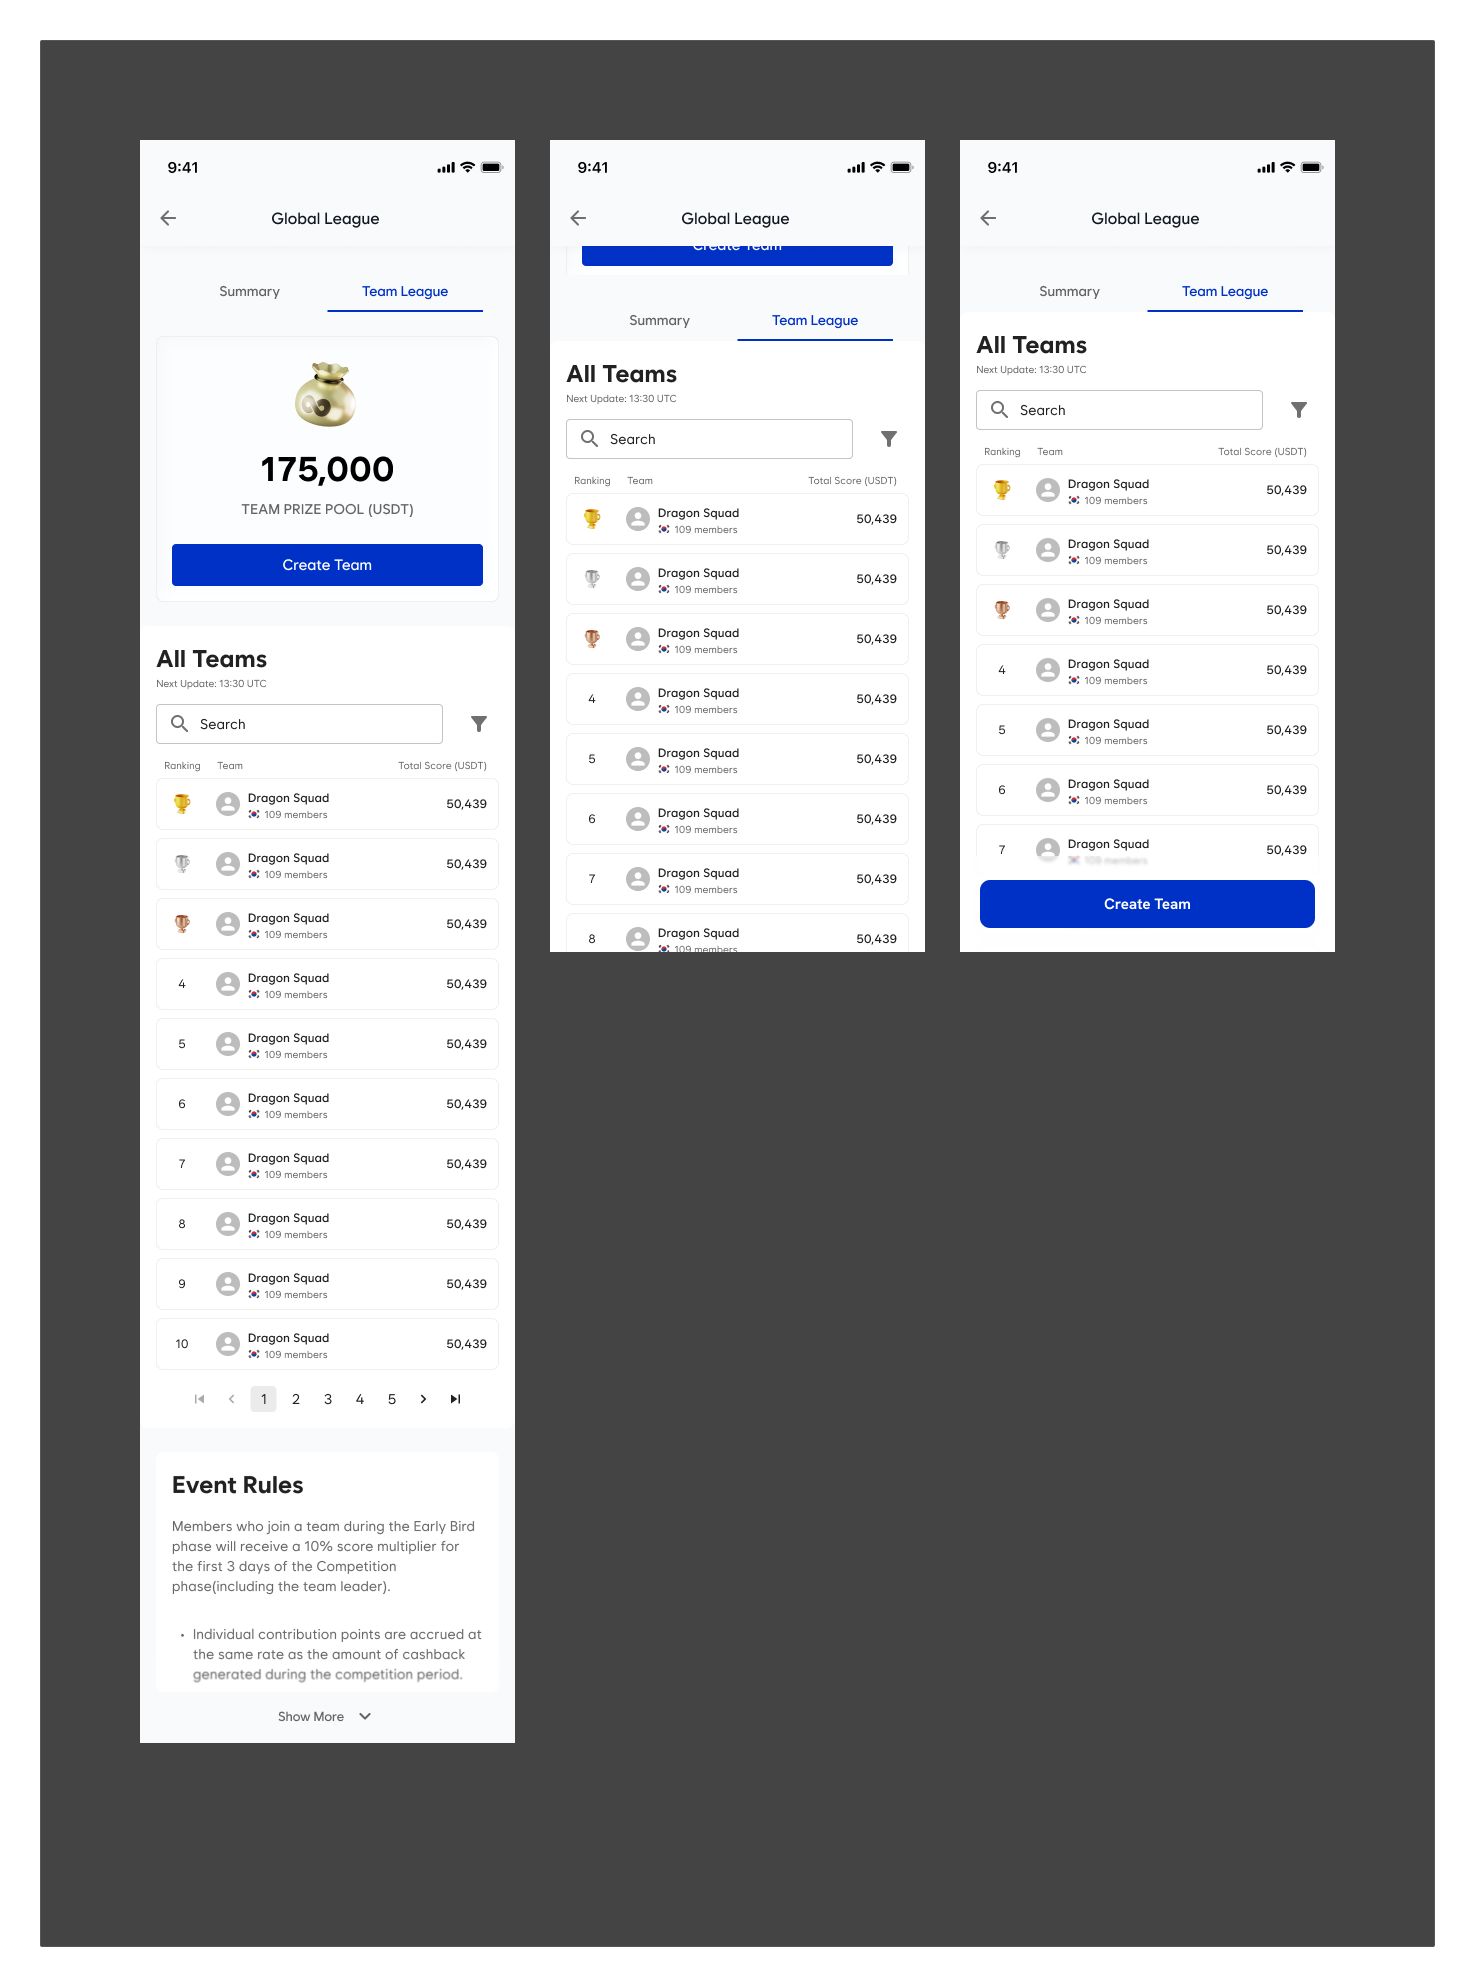 9:41
Global League
Summary
Team League
175,000
TEAM PRIZE POOL (USDT)
Create Team
All Teams
Next Update: 13:30 UTC
Search
Ranking Team Total Score (USDT)
Dragon Squad
109 members
50,439
Dragon Squad
109 members
50,439
Dragon Squad
109 members
50,439
4
Dragon Squad
109 members
50,439
5
Dragon Squad
109 members
50,439
6
Dragon Squad
109 members
50,439
7
Dragon Squad
109 members
50,439
8
Dragon Squad
109 members
50,439
9
Dragon Squad
109 members
50,439
10
Dragon Squad
109 members
50,439
1 2 3 4 5
Event Rules
Members who join a team during the Early Bird
phase will receive a 10% score multiplier for
the first 3 days of the Competition
phase(including the team leader).
• Individual contribution points are accrued at
the same rate as the amount of cashback
generated during the competition period.
Show More
9:41
Global League
Create Team
Summary
Team League
All Teams
Next Update: 13:30 UTC
Search
Ranking Team Total Score (USDT)
Dragon Squad
109 members
50,439
Dragon Squad
109 members
50,439
Dragon Squad
109 members
50,439
4
Dragon Squad
109 members
50,439
5
Dragon Squad
109 members
50,439
6
Dragon Squad
109 members
50,439
7
Dragon Squad
109 members
50,439
8
Dragon Squad
109 members
50,439
9:41
Global League
Summary
Team League
All Teams
Next Update: 13:30 UTC
Search
Ranking Team Total Score (USDT)
Dragon Squad
109 members
50,439
Dragon Squad
109 members
50,439
Dragon Squad
109 members
50,439
4
Dragon Squad
109 members
50,439
5
Dragon Squad
109 members
50,439
6
Dragon Squad
109 members
50,439
7
Dragon Squad
109 members
50,439
Create Team